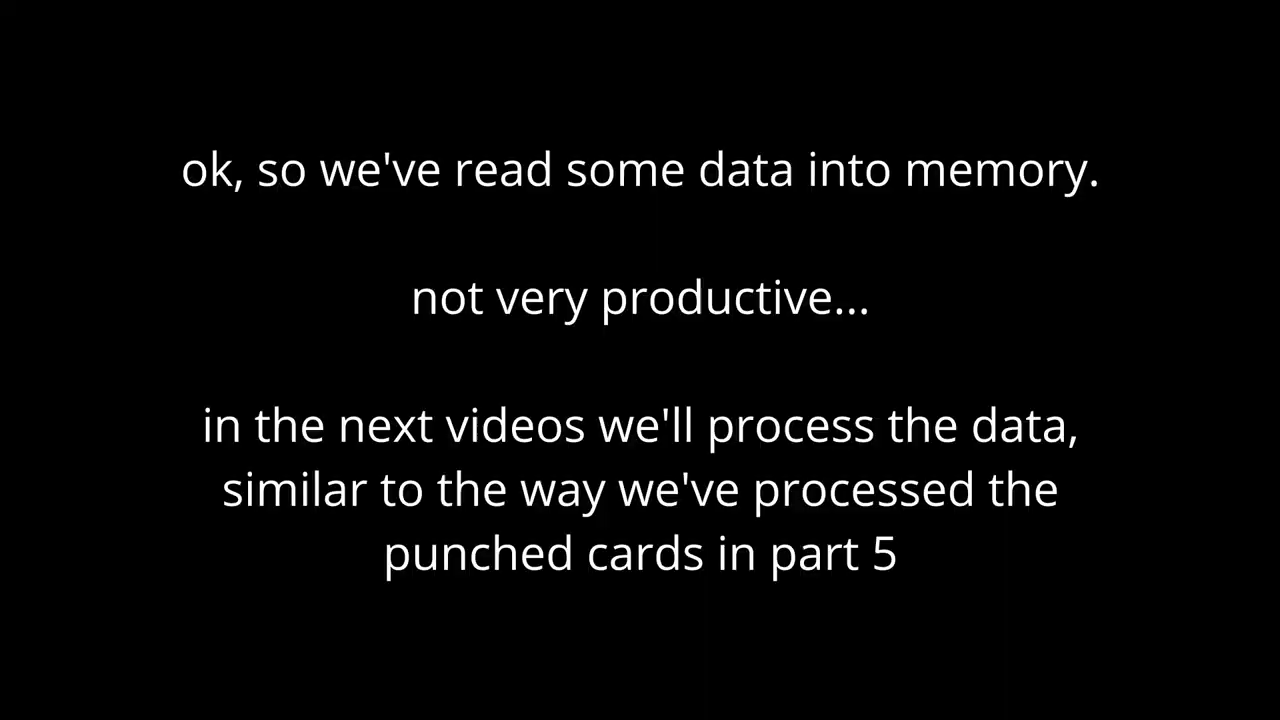 ok, so we've read some data into memory.
not very productive...
in the next videos we'll process the data,
similar to the way we've processed the
punched cards in part 5